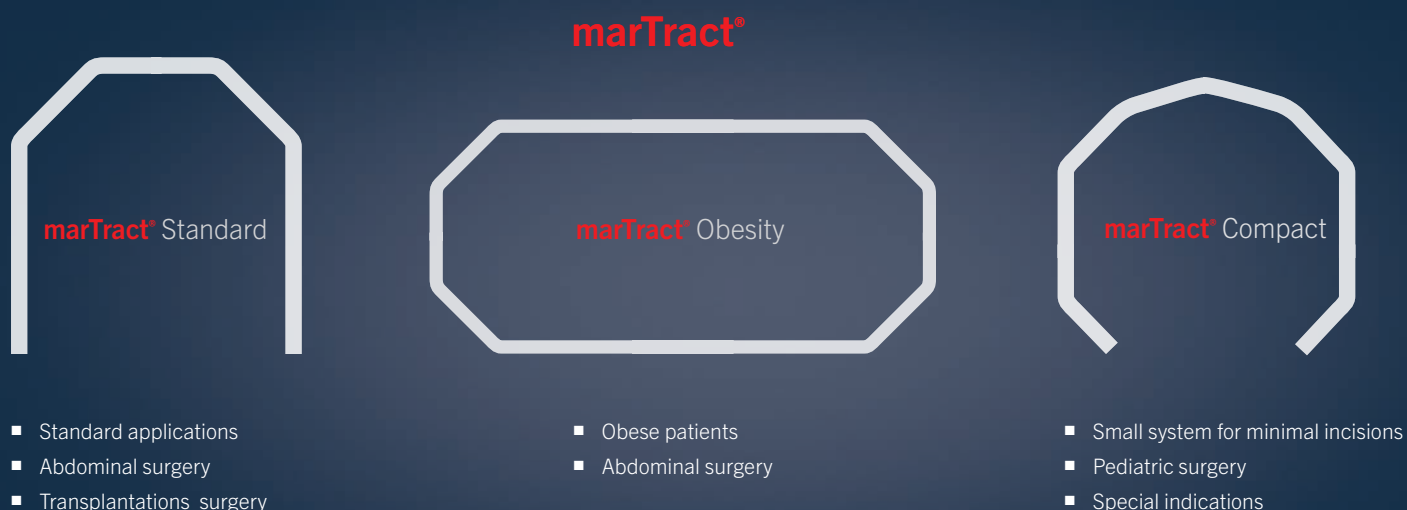 marTract®
marTract® Standard
marTract® Obesity
marTract® Compact
▪ Standard applications
▪ Abdominal surgery
▪ Transplantations surgery
▪ Obese patients
▪ Abdominal surgery
▪ Small system for minimal incisions
▪ Pediatric surgery
▪ Special indications